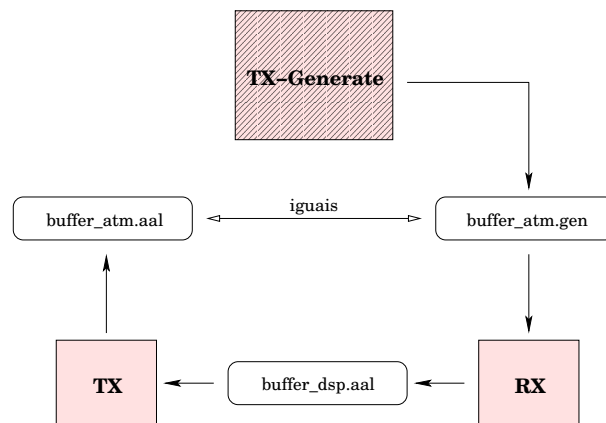 TX–Generate
iguais
buffer_atm.aal
buffer_atm.gen
TX
buffer_dsp.aal
RX